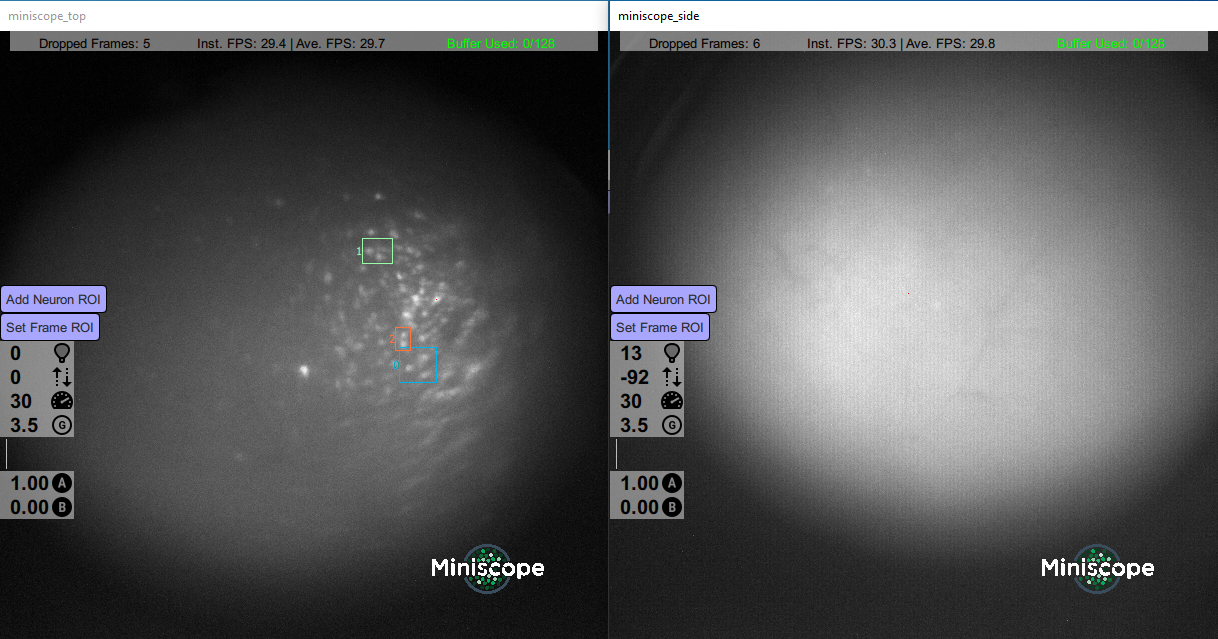 miniscope_top
Dropped Frames: 5 Inst. FPS: 29.4 | Ave. FPS: 29.7 Buffer Used: 0/128
1
Add Neuron ROI
Set Frame ROI
2
0
0
0
30
3.5 G
1.00 A
0.00 B
Miniscope
miniscope_side
Dropped Frames: 6 Inst. FPS: 30.3 | Ave. FPS: 29.8 Buffer Used: 0/128
Add Neuron ROI
Set Frame ROI
13
-92
30
3.5 G
1.00 A
0.00 B
Miniscope